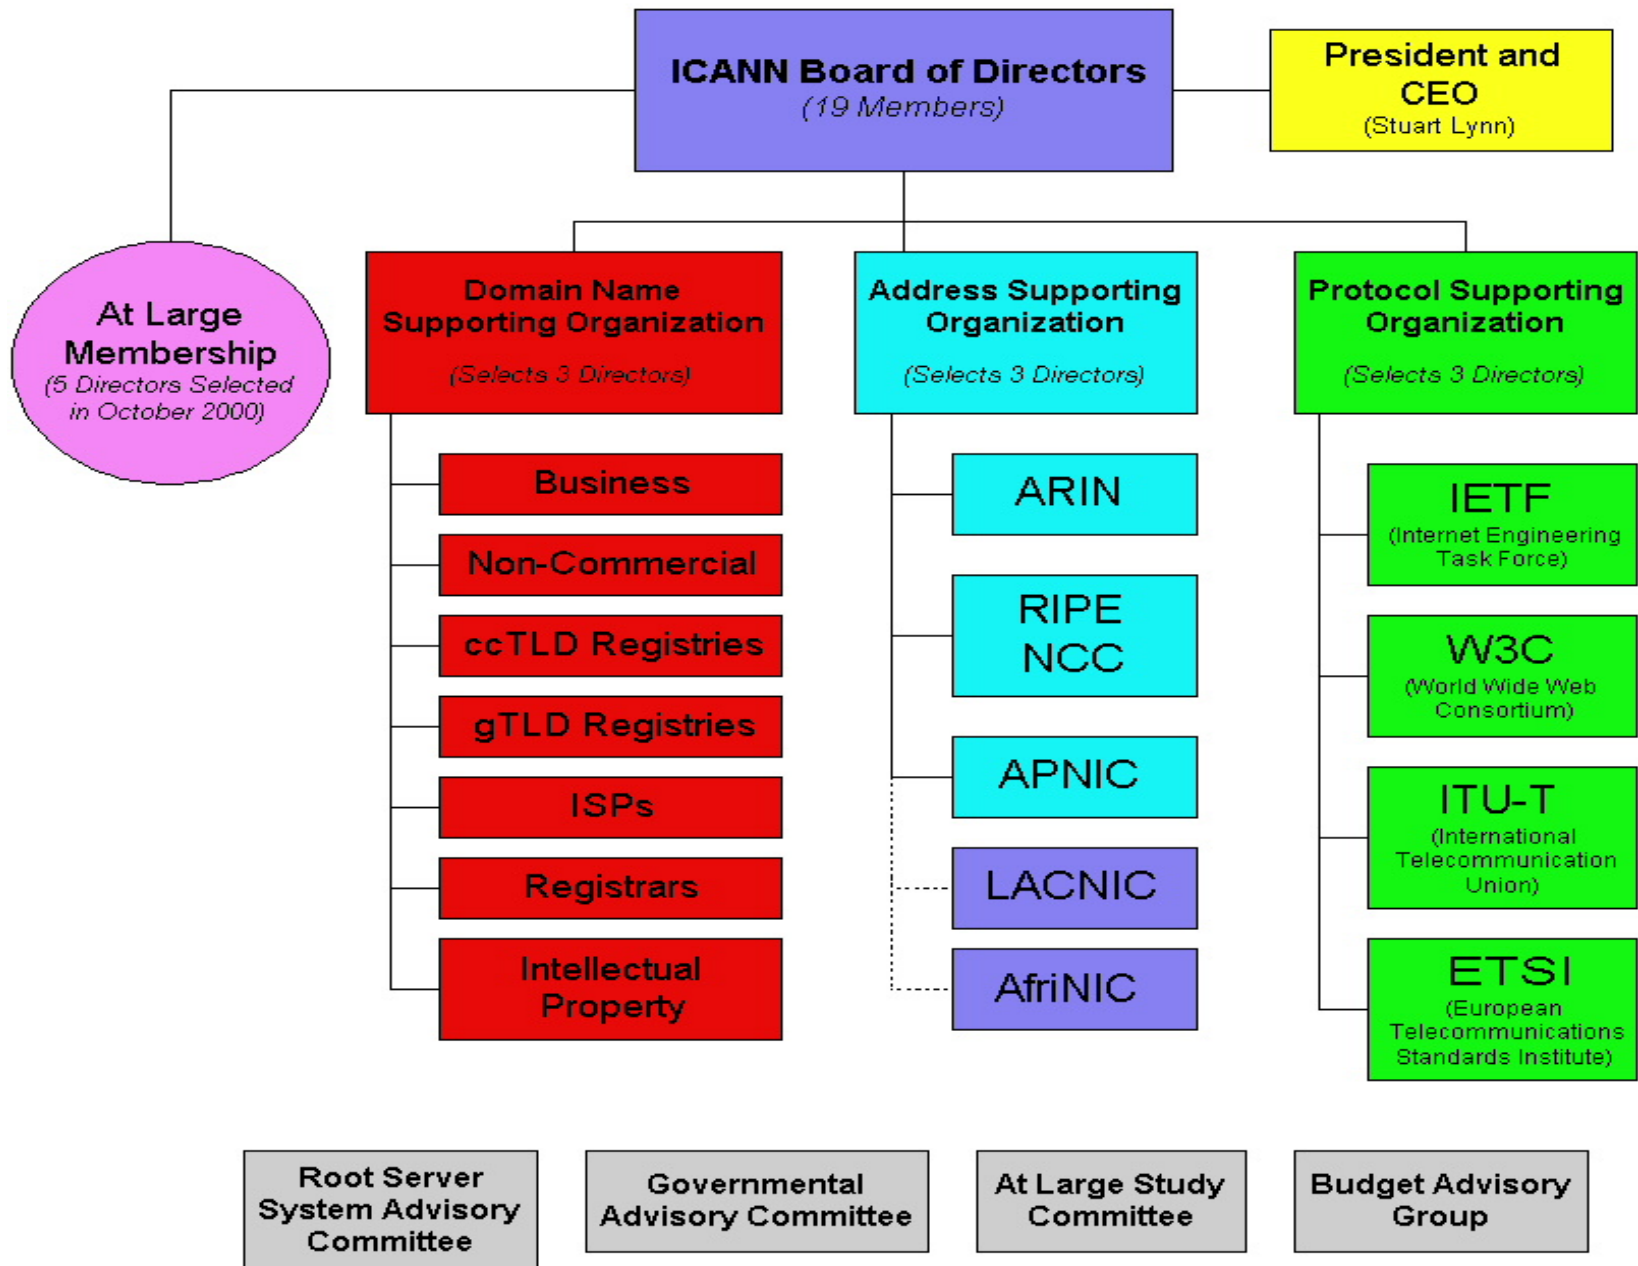 ICANN Board of Directors
(19 Members)
President and
CEO
(Stuart Lynn)
At Large
Membership
(5 Directors Selected
in October 2000)
Domain Name
Supporting Organization
(Selects 3 Directors)
Address Supporting
Organization
(Selects 3 Directors)
Protocol Supporting
Organization
(Selects 3 Directors)
Business
Non-Commercial
ccTLD Registries
gTLD Registries
ISPs
Registrars
Intellectual
Property
ARIN
RIPE
NCC
APNIC
LACNIC
AfriNIC
IETF
(Internet Engineering
Task Force)
W3C
(World Wide Web
Consortium)
ITU-T
(International
Telecommunication
Union)
ETSI
(European
Telecommunications
Standards Institute)
Root Server
System Advisory
Committee
Governmental
Advisory Committee
At Large Study
Committee
Budget Advisory
Group